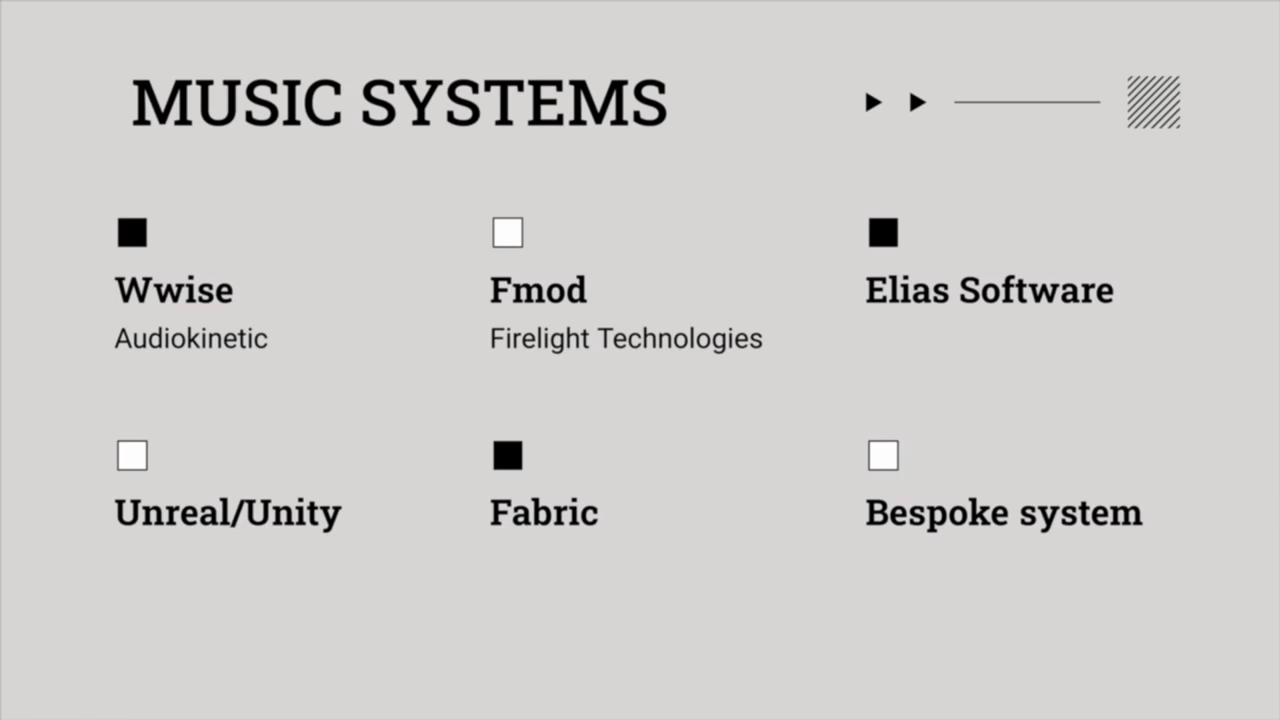 MUSIC SYSTEMS
Wwise
Audiokinetic
Fmod
Firelight Technologies
Elias Software
Unreal/Unity
Fabric
Bespoke system